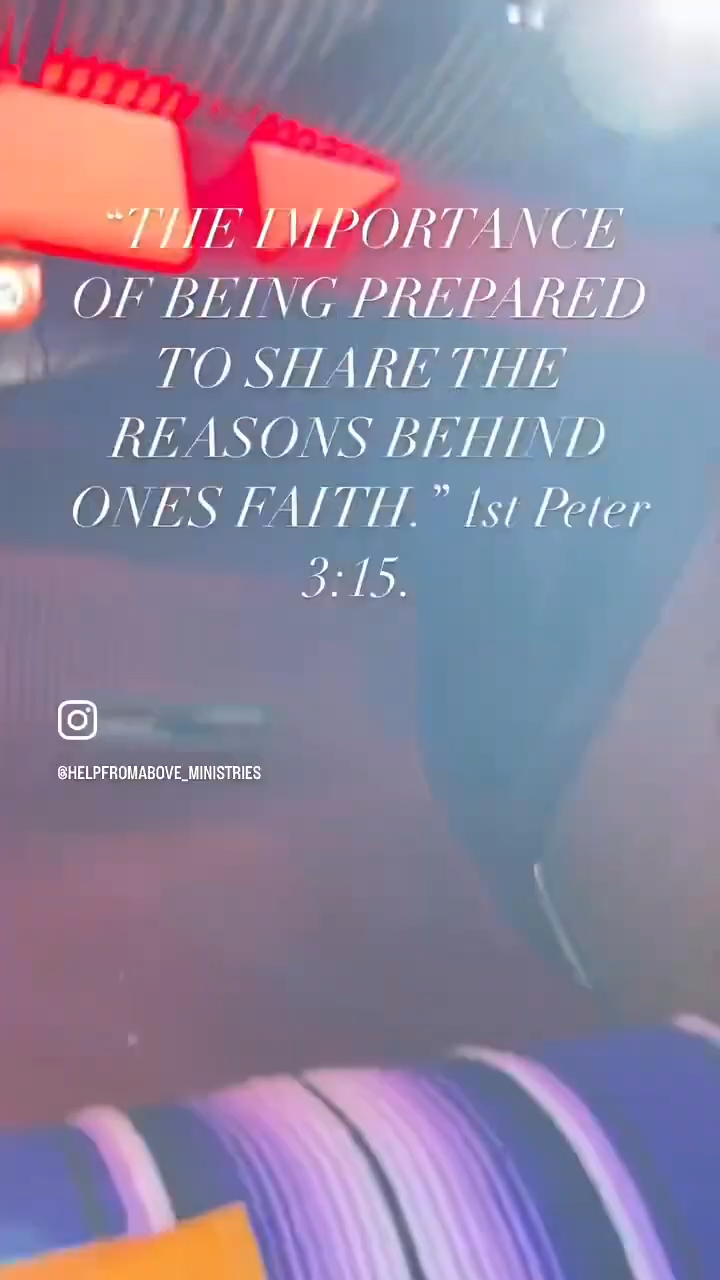 “THE IMPORTANCE
OF BEING PREPARED
TO SHARE THE
REASONS BEHIND
ONES FAITH.” 1st Peter
3:15.
@HELPFROMABOVE_MINISTRIES